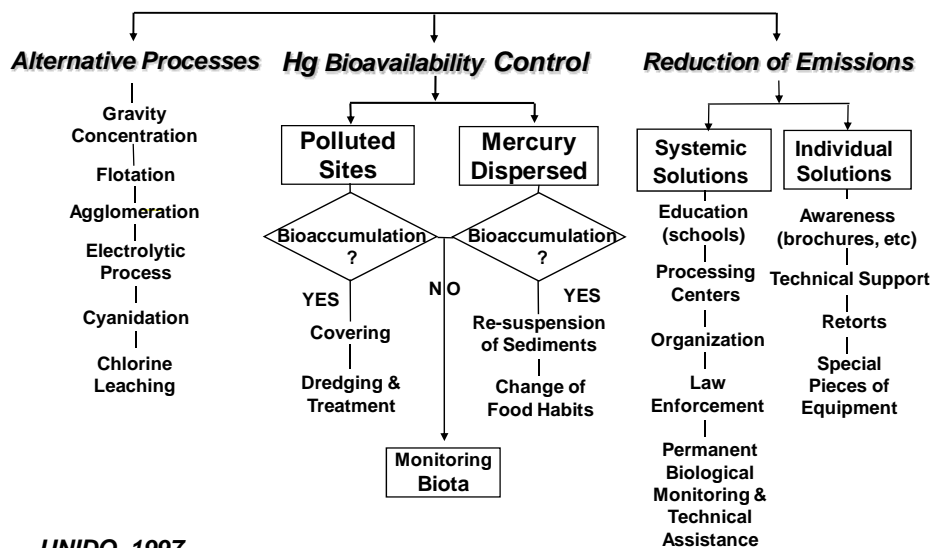 Alternative Processes
Gravity
Concentration
Flotation
Agglomeration
Electrolytic
Process
Cyanidation
Chlorine
Leaching
Hg Bioavailability Control
Polluted
Sites
Bioaccumulation
?
YES
Covering
Dredging &
Treatment
Mercury
Dispersed
Bioaccumulation
?
YES
Re-suspension
of Sediments
Change of
Food Habits
NO
Monitoring
Biota
Reduction of Emissions
Systemic
Solutions
Education
(schools)
Processing
Centers
Organization
Law
Enforcement
Permanent
Biological
Monitoring &
Technical
Assistance
Individual
Solutions
Awareness
(brochures, etc)
Technical Support
Retorts
Special
Pieces of
Equipment
UNIDO, 1997